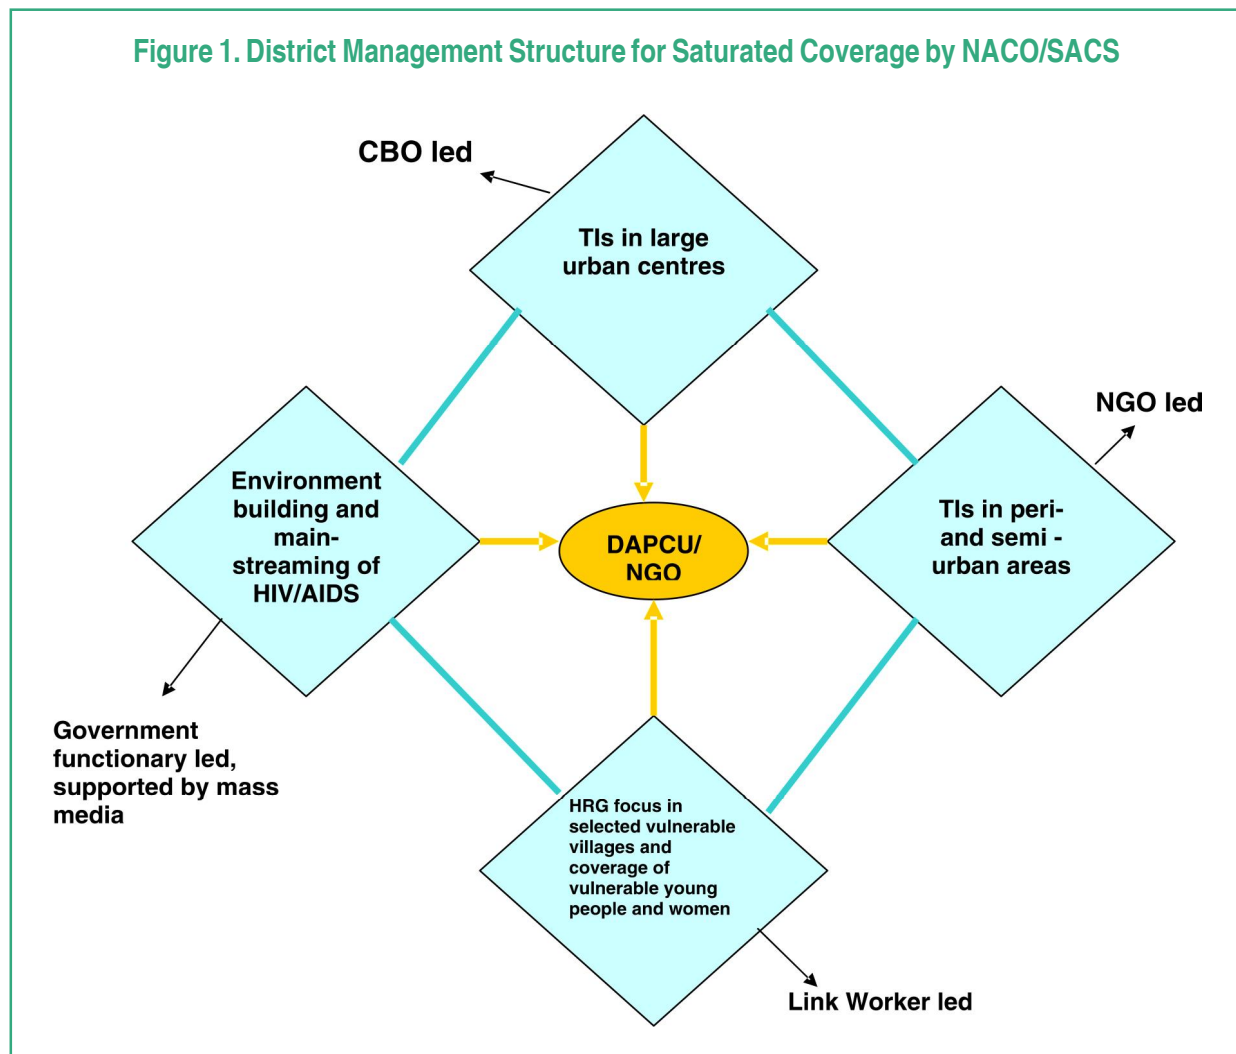 Figure 1. District Management Structure for Saturated Coverage by NACO/SACS
CBO led
TIs in large
urban centres
NGO led
Environment
building and
main-
streaming of
HIV/AIDS
DAPCU/
NGO
TIs in peri-
and semi -
urban areas
Government
functionary led,
supported by mass
media
HRG focus in
selected vulnerable
villages and
coverage of
vulnerable young
people and women
Link Worker led